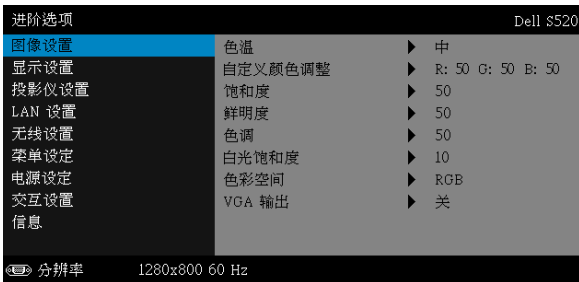 进阶选项 Dell S520
图像设置 色温 中
显示设置 自定义颜色调整 R: 50 G: 50 B: 50
投影仪设置 饱和度 50
LAN 设置 鲜明度 50
无线设置 色调 50
菜单设定 白光饱和度 10
电源设定 色彩空间 RGB
交互设置 VGA 输出 关
信息
分辨率 1280x800 60 Hz